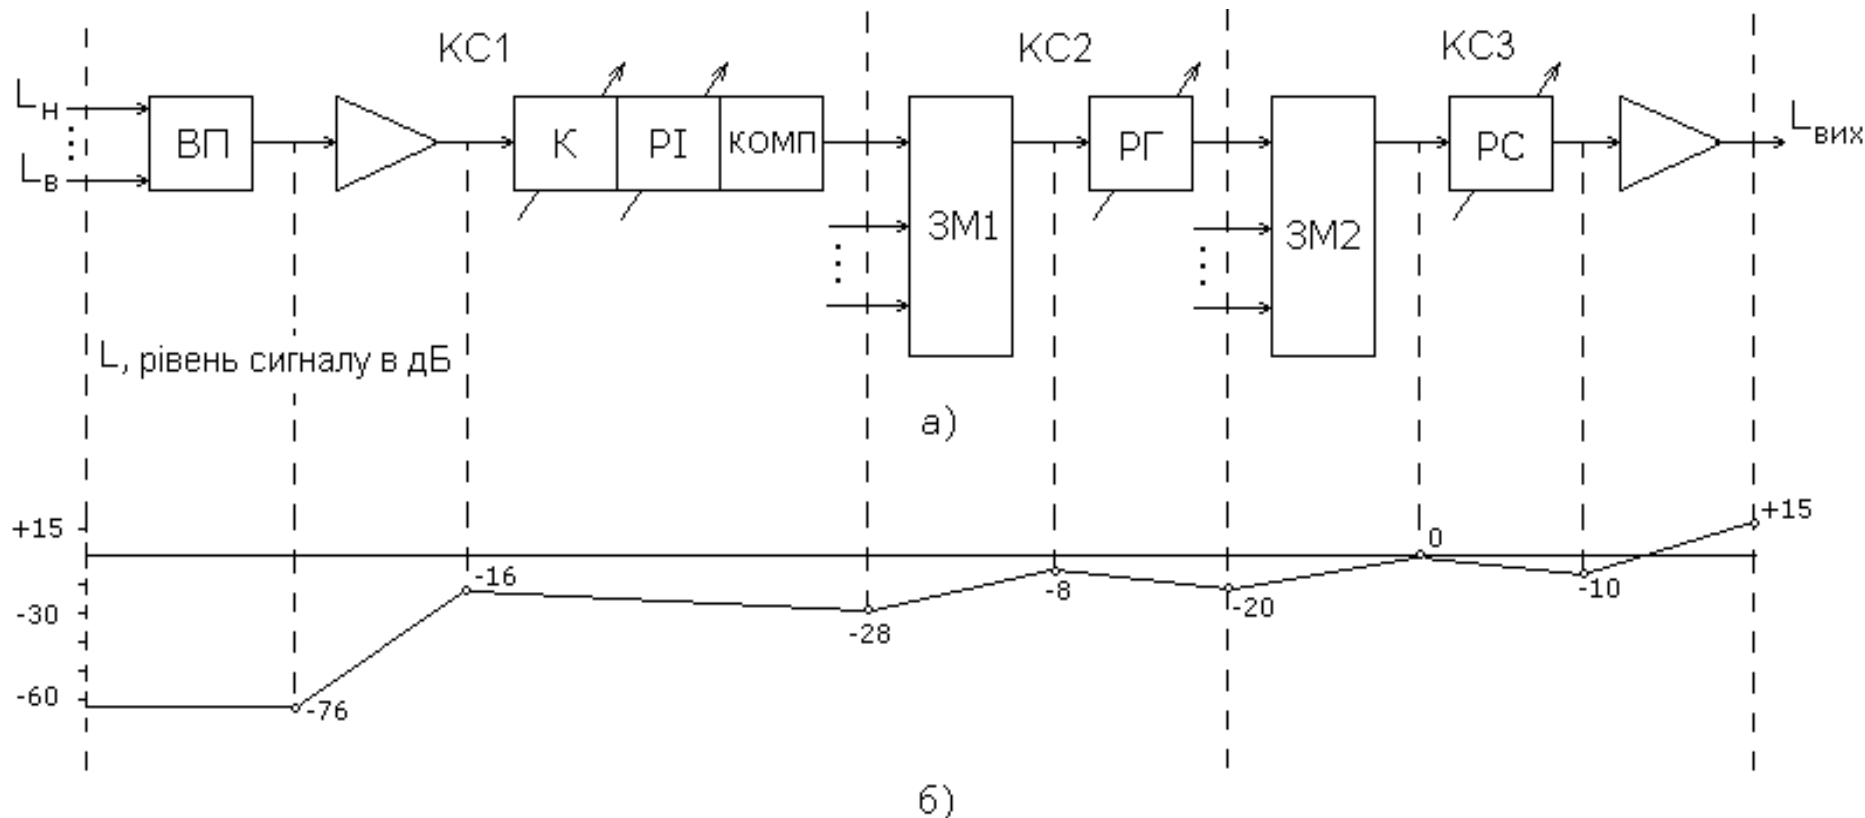 КС1
КС2
КС3
Lн
Lв
ВП
К
РІ
КОМП
ЗМ1
РГ
ЗМ2
РС
Lвих
L, рівень сигналу в дБ
а)
+15
-30
-60
-76
-16
-28
-8
-20
0
-10
+15
б)